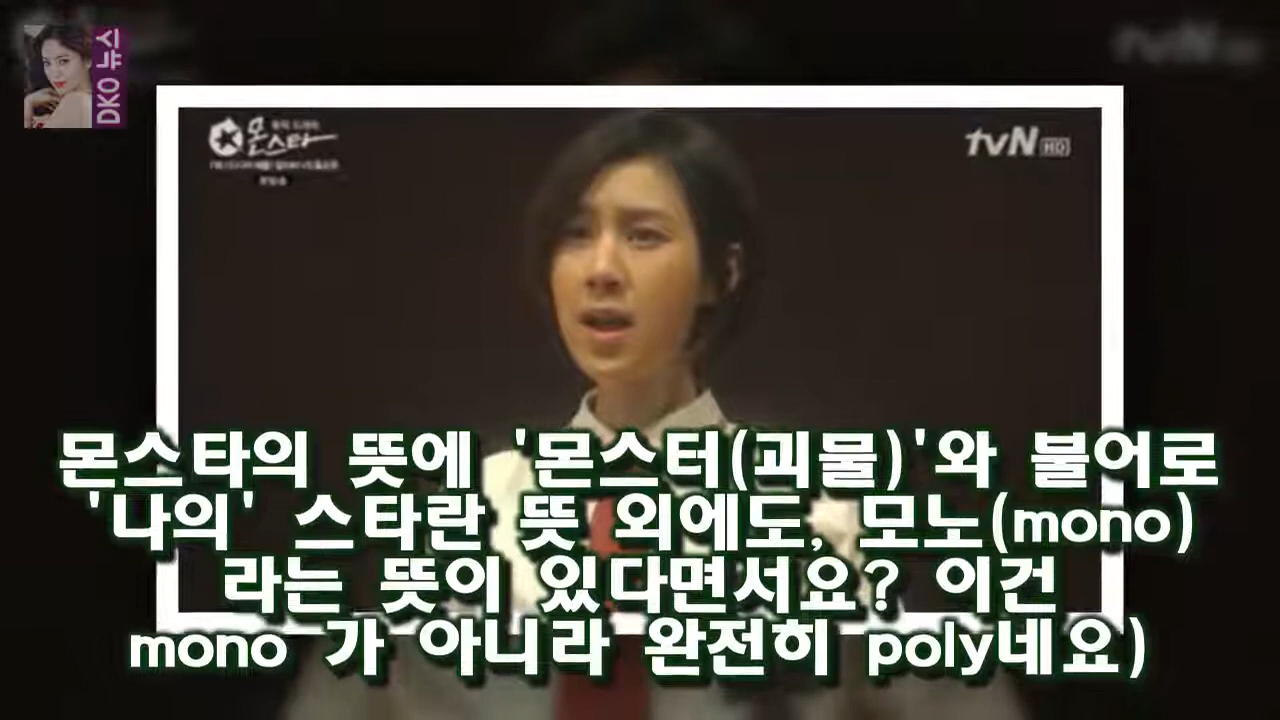 DKO 뉴스
tvN
몬스타
tvN HD
몬스타의 뜻에 '몬스터(괴물)'와 불어로
'나의' 스타란 뜻 외에도, 모노(mono)
라는 뜻이 있다면서요? 이건
mono 가 아니라 완전히 poly네요)